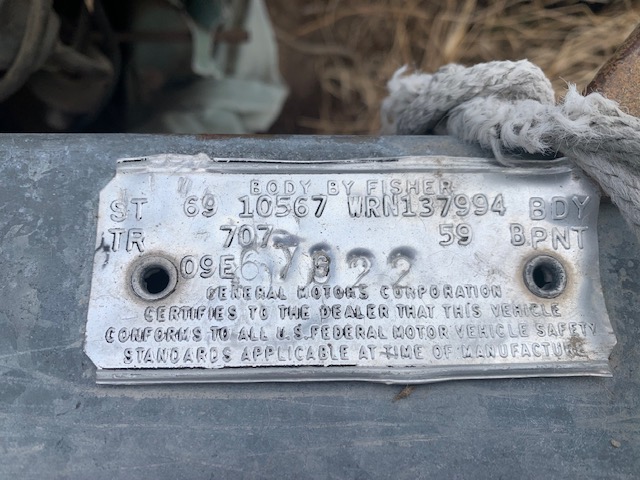 BODY BY FISHER
ST 69 10567 WRN137994 BDY
TR 707 59 B PNT
09E
GENERAL MOTORS CORPORATION
CERTIFIES TO THE DEALER THAT THIS VEHICLE
CONFORMS TO ALL U.S. FEDERAL MOTOR VEHICLE SAFETY
STANDARDS APPLICABLE AT TIME OF MANUFACTURE